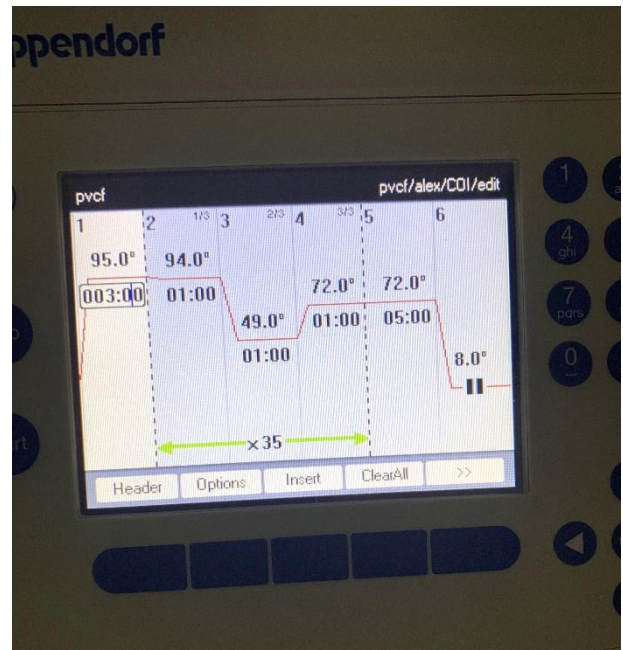 ppendorf
pvcf pvcf/alex/COI/edit
1 2 1/3 3 2/3 4 3/3 5 6
95.0° 94.0°
72.0° 72.0°
003:00 01:00
49.0° 01:00 05:00
01:00
8.0°
×35
Header Options Insert ClearAll >>
1
4
ghi
7
pqrs
0
rt